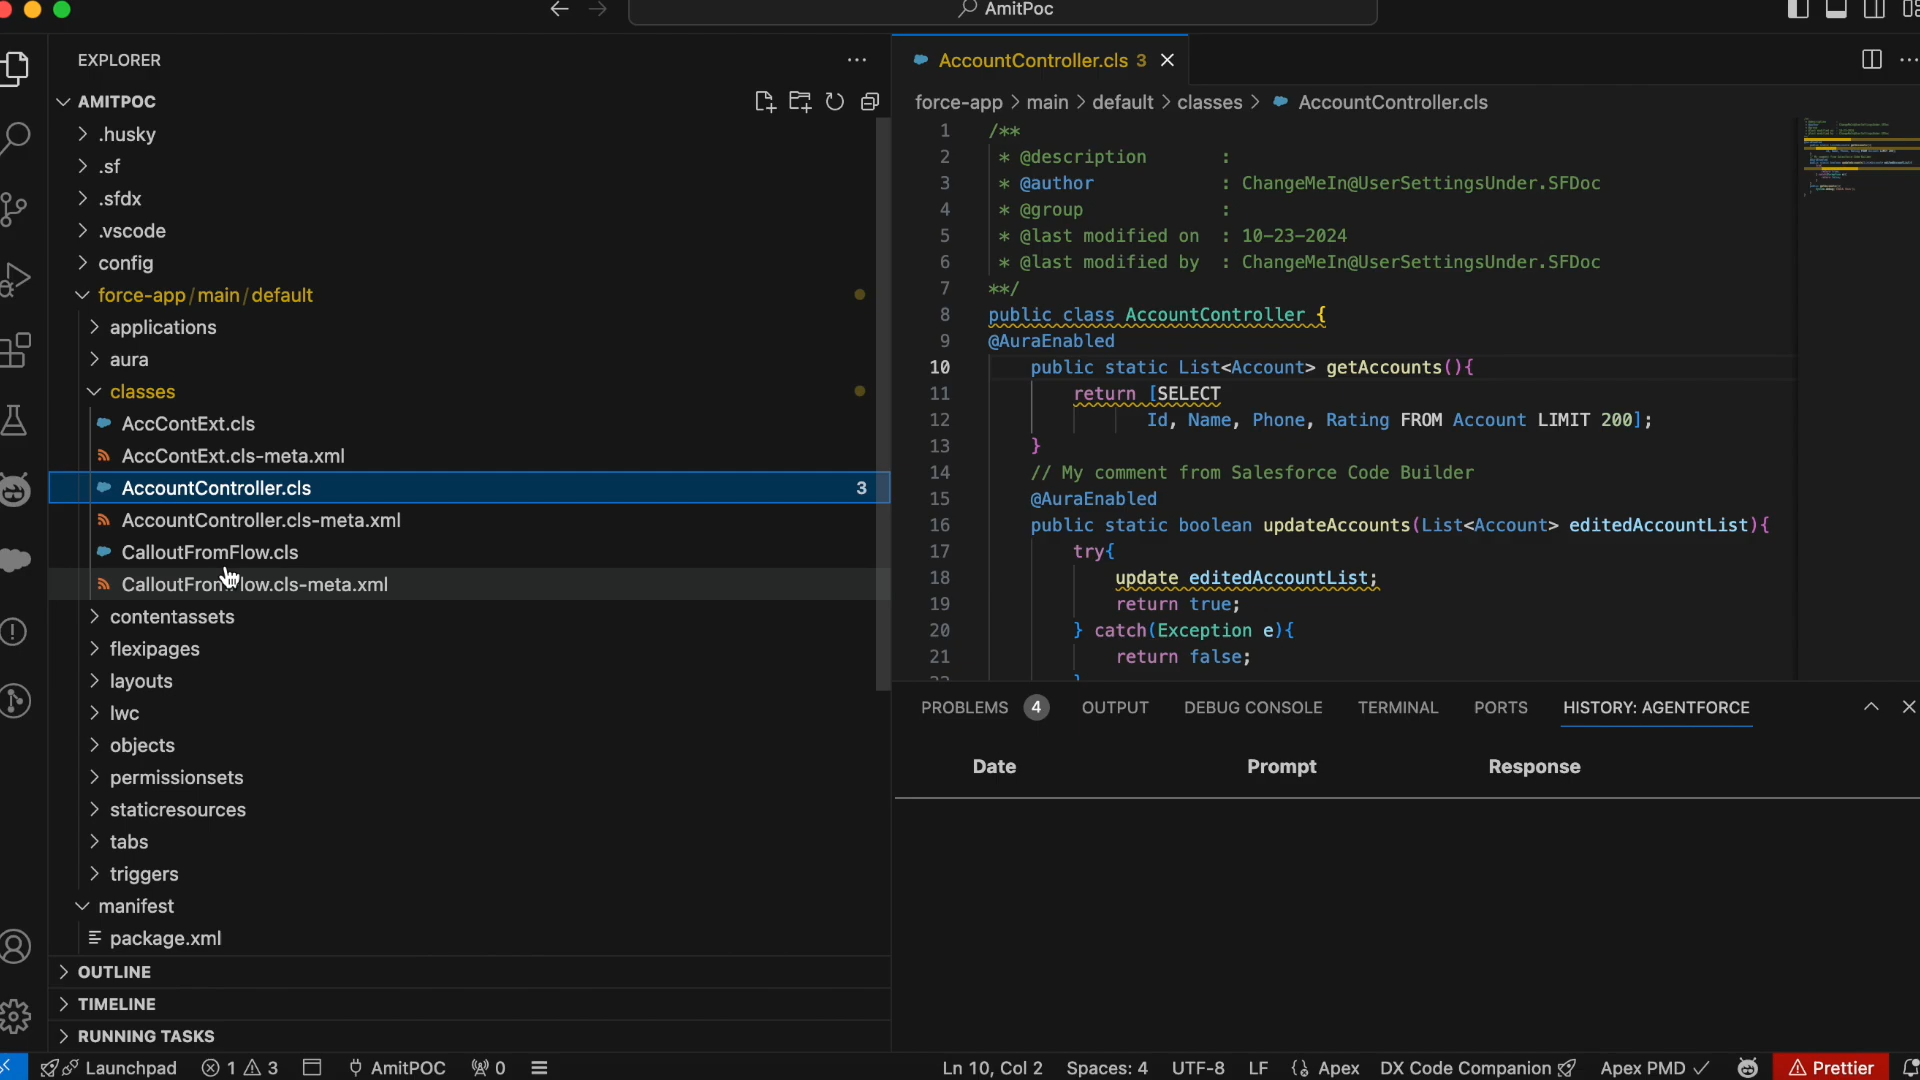 AmitPoc
EXPLORER
AMITPOC
.husky
.sf
.sfdx
.vscode
config
force-app/main/default
applications
aura
classes
AccContExt.cls
AccContExt.cls-meta.xml
AccountController.cls 3
AccountController.cls-meta.xml
CalloutFromFlow.cls
CalloutFromFlow.cls-meta.xml
contentassets
flexipages
layouts
lwc
objects
permissionsets
staticresources
tabs
triggers
manifest
package.xml
OUTLINE
TIMELINE
RUNNING TASKS
AccountController.cls 3
force-app > main > default > classes > AccountController.cls
1 /**
2 * @description :
3 * @author : ChangeMeIn@UserSettingsUnder.SFDoc
4 * @group :
5 * @last modified on : 10-23-2024
6 * @last modified by : ChangeMeIn@UserSettingsUnder.SFDoc
7 **/
8 public class AccountController {
9 @AuraEnabled
10 public static List<Account> getAccounts(){
11 return [SELECT
12 Id, Name, Phone, Rating FROM Account LIMIT 200];
13 }
14 // My comment from Salesforce Code Builder
15 @AuraEnabled
16 public static boolean updateAccounts(List<Account> editedAccountList){
17 try{
18 update editedAccountList;
19 return true;
20 } catch(Exception e){
21 return false;
PROBLEMS 4 OUTPUT DEBUG CONSOLE TERMINAL PORTS HISTORY: AGENTFORCE
Date Prompt Response
Launchpad 1 3 AmitPOC 0 Ln 10, Col 2 Spaces: 4 UTF-8 LF {} Apex DX Code Companion Apex PMD Prettier